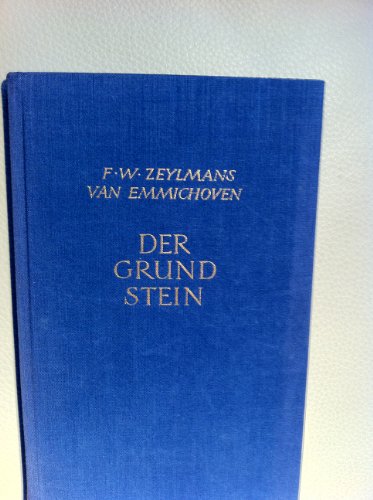 F·W·ZEYLMANS
VAN EMMICHOVEN
DER
GRUND
STEIN